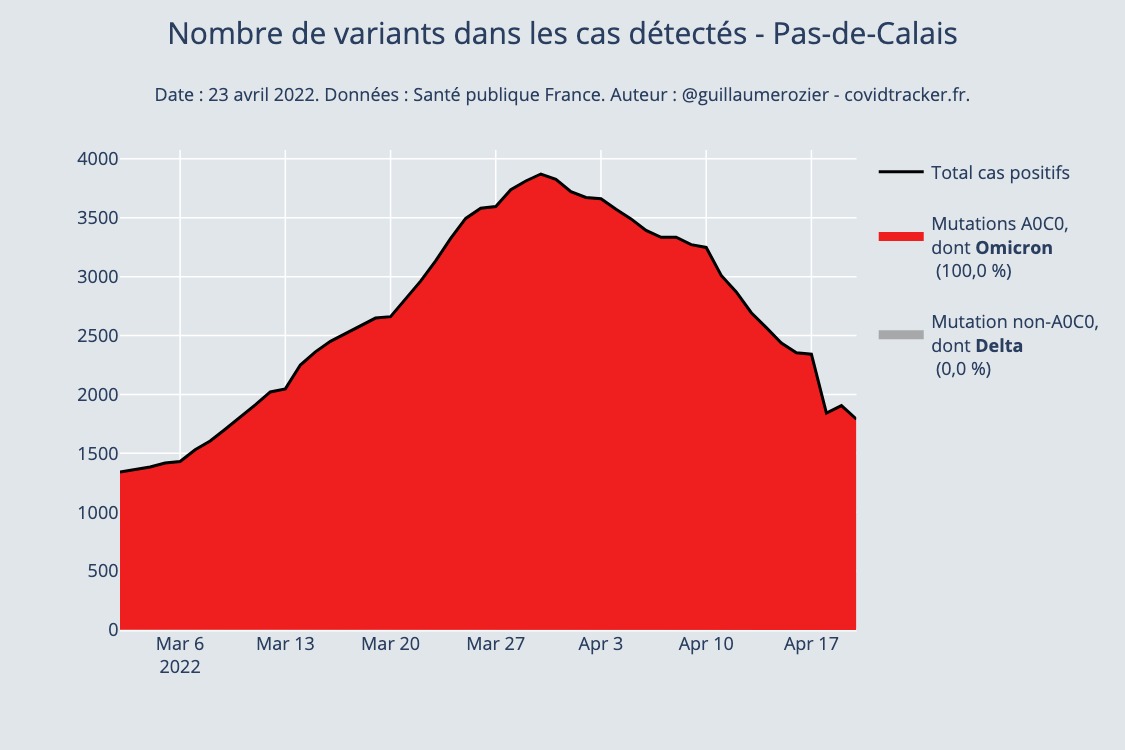 Nombre de variants dans les cas détectés - Pas-de-Calais
Date : 23 avril 2022. Données : Santé publique France. Auteur : @guillaumerozier - covidtracker.fr.
4000
3500
3000
2500
2000
1500
1000
500
0
Mar 6
2022
Mar 13
Mar 20
Mar 27
Apr 3
Apr 10
Apr 17
Total cas positifs
Mutations A0C0,
dont Omicron
(100,0 %)
Mutation non-A0C0,
dont Delta
(0,0 %)